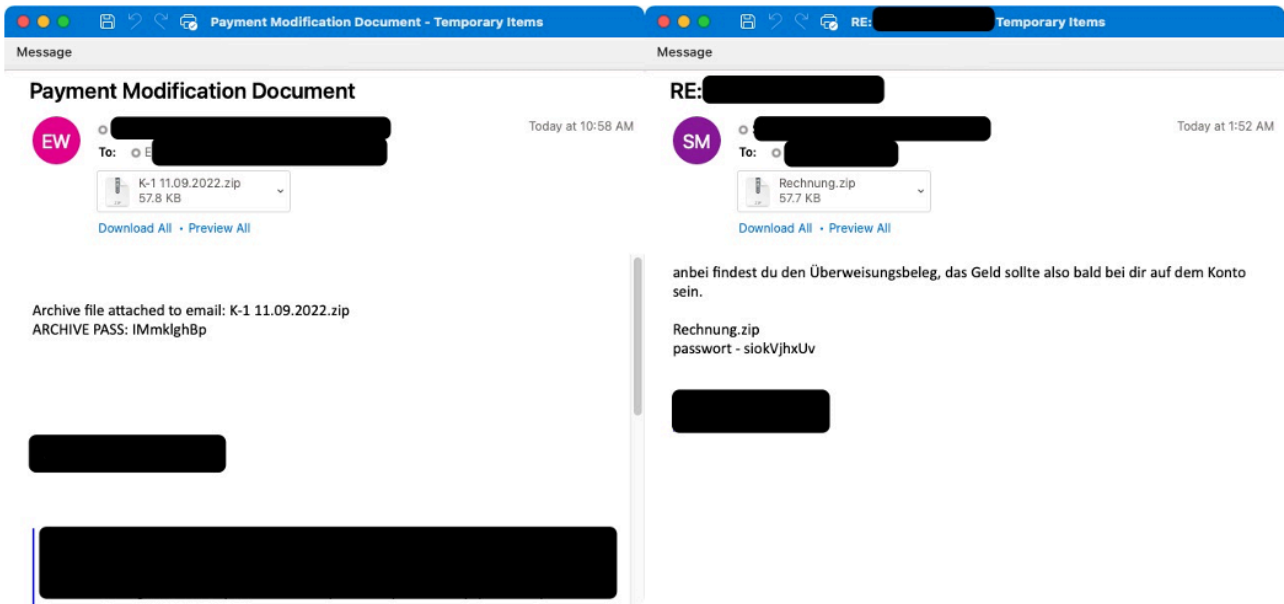 Payment Modification Document - Temporary Items
Message
Payment Modification Document
EW
Today at 10:58 AM
To:
K-1 11.09.2022.zip
57.8 KB
Download All • Preview All
Archive file attached to email: K-1 11.09.2022.zip
ARCHIVE PASS: IMmklghBp
RE: Temporary Items
Message
RE:
SM
Today at 1:52 AM
To:
Rechnung.zip
57.7 KB
Download All • Preview All
anbei findest du den Überweisungsbeleg, das Geld sollte also bald bei dir auf dem Konto
sein.
Rechnung.zip
passwort - siokVjhxUv